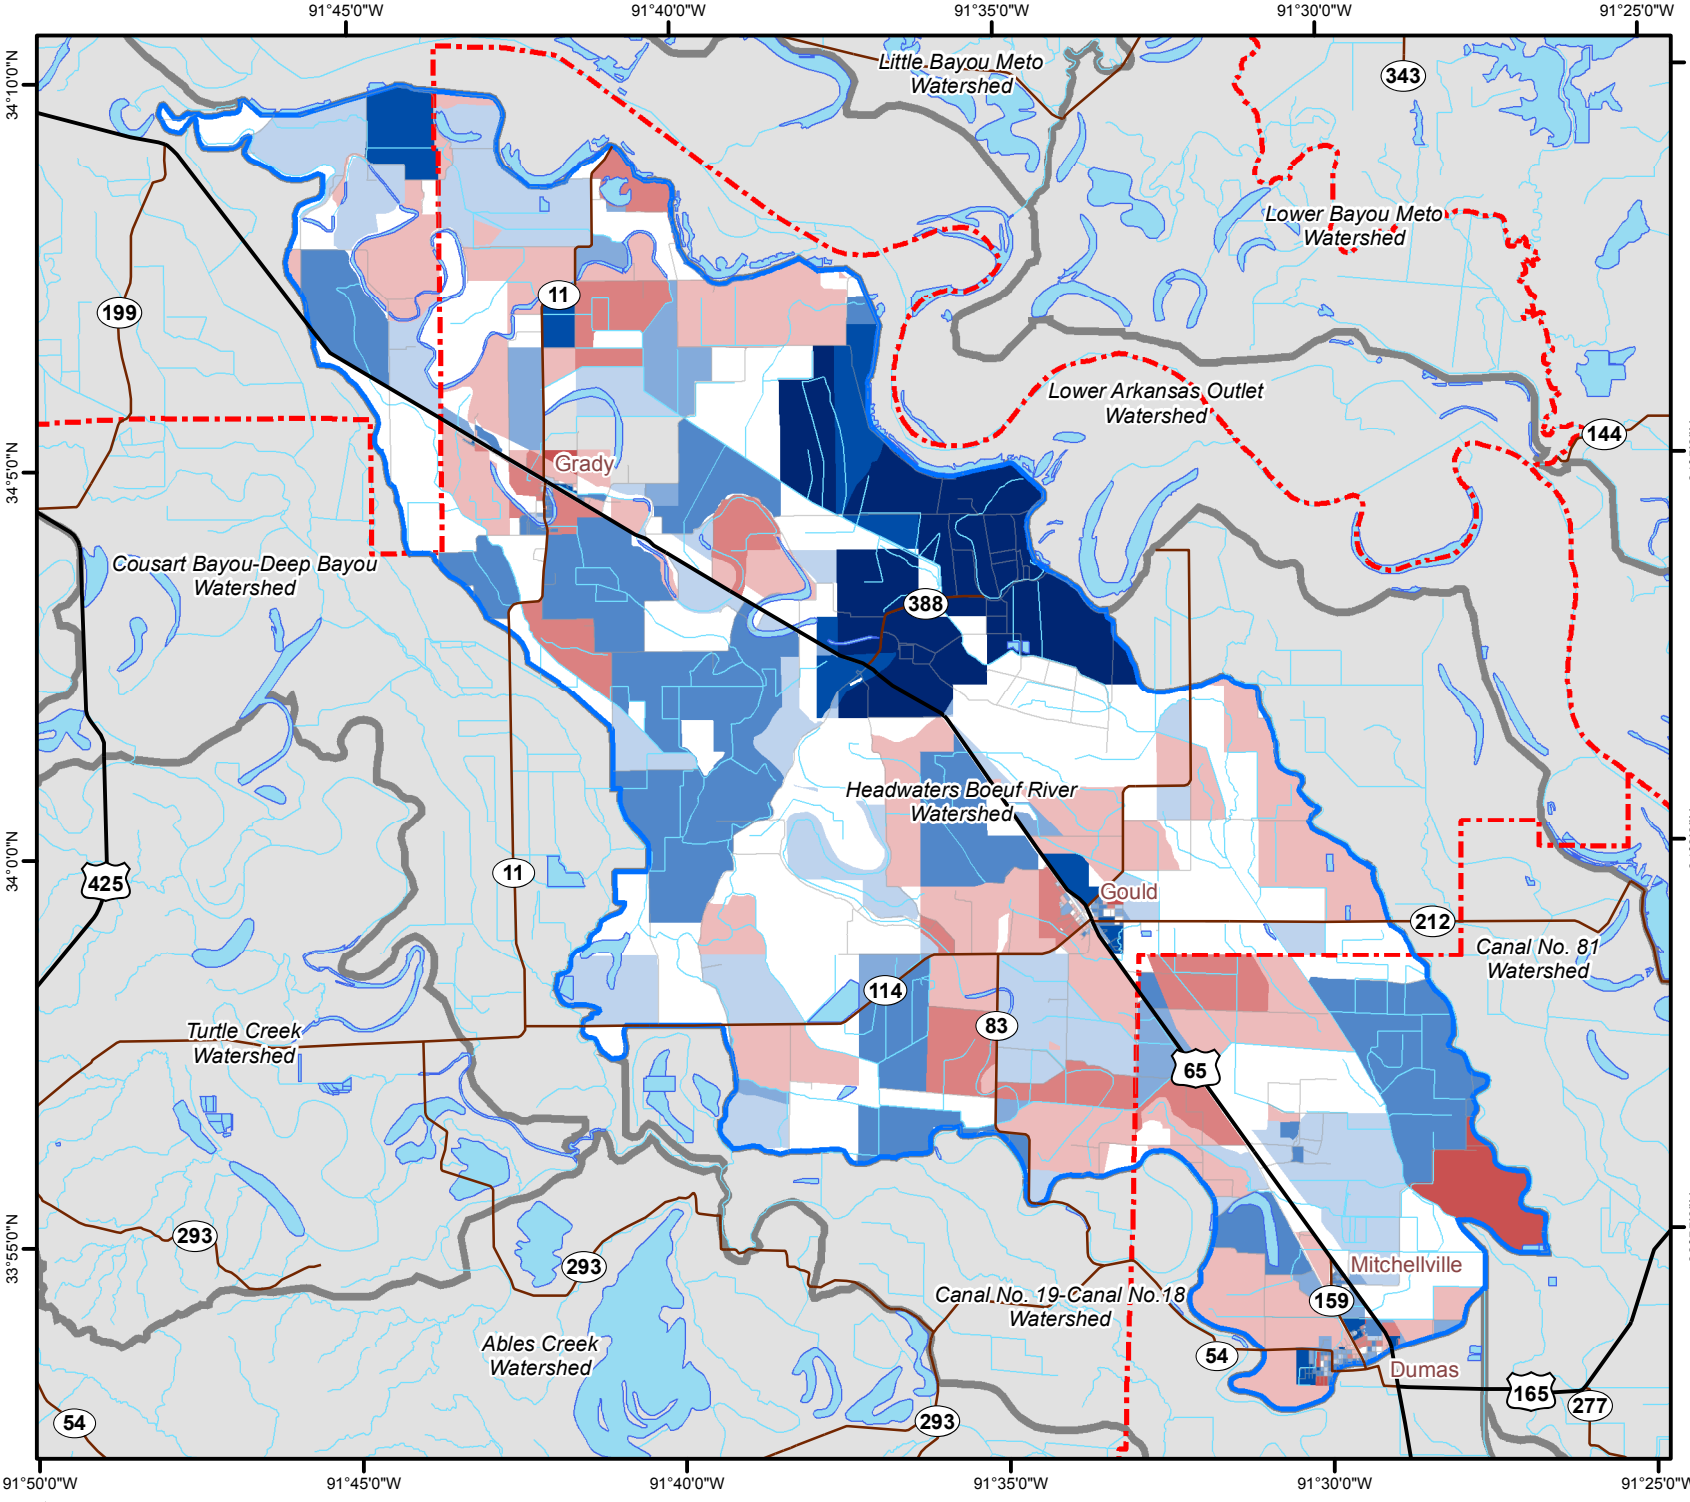 91°45'0"W
91°40'0"W
91°35'0"W
91°30'0"W
91°25'0"W
34°10'0"N
34°5'0"N
34°0'0"N
33°55'0"N
Little Bayou Meto
Watershed
343
Lower Bayou Meto
Watershed
199
11
Lower Arkansas Outlet
Watershed
144
Grady
Cousart Bayou-Deep Bayou
Watershed
388
Headwaters Boeuf River
Watershed
425
11
Gould
212
Canal No. 81
Watershed
114
83
Turtle Creek
Watershed
65
293
293
Mitchellville
Canal No. 19-Canal No.18
Watershed
159
Ables Creek
Watershed
54
Dumas
165
277
54
293
91°50'0"W
91°45'0"W
91°40'0"W
91°35'0"W
91°30'0"W
91°25'0"W